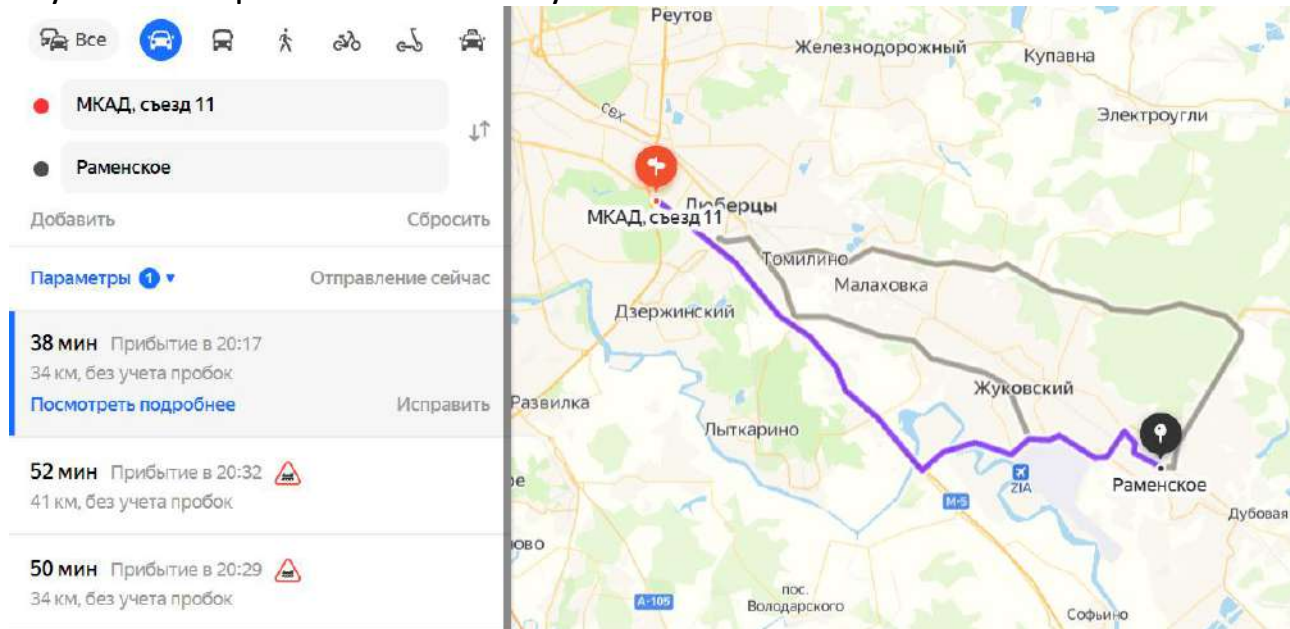 Все
МКАД, съезд 11
Раменское
Добавить
Сбросить
Параметры 1
Отправление сейчас
38 мин Прибытие в 20:17
34 км, без учета пробок
Посмотреть подробнее
Исправить
52 мин Прибытие в 20:32
41 км, без учета пробок
50 мин Прибытие в 20:29
34 км, без учета пробок
Реутов
Железнодорожный
Купавна
Электроугли
МКАД, съезд 11
Люберцы
Томилино
Малаховка
Дзержинский
Жуковский
Развилка
Лыткарино
ZIA
Раменское
М-5
Дубовая
ово
А-105
пос.
Володарского
Софьино